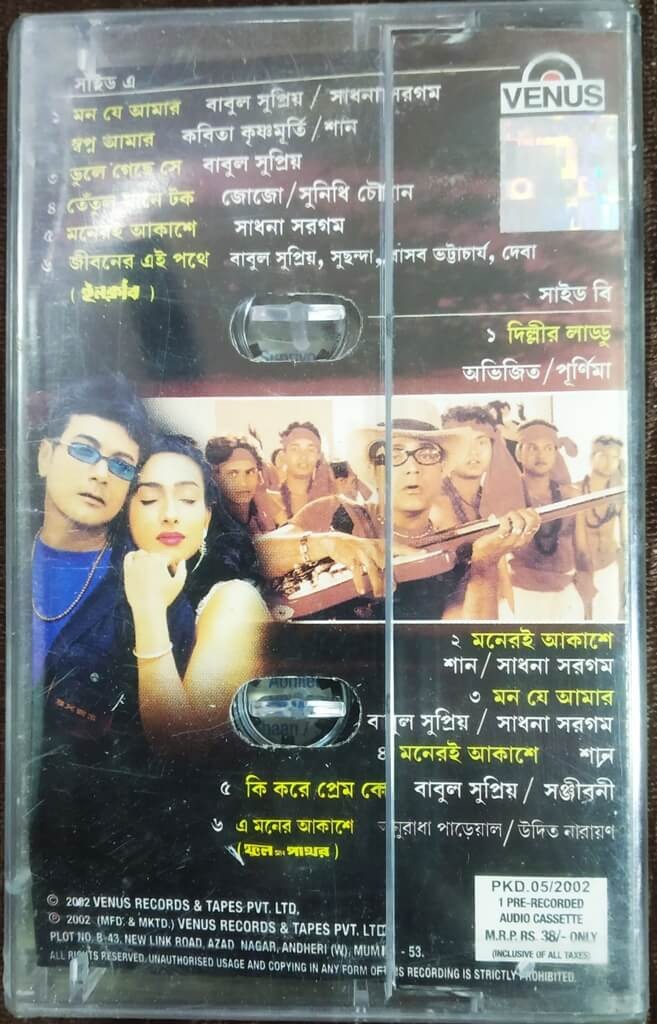 সাইড এ
VENUS
১ মন যে আমার বাবুল সুপ্রিয় / সাধনা সরগম
স্বপ্ন আমার কবিতা কৃষ্ণমূর্তি / শান
৩ ভুলে গেছে সে বাবুল সুপ্রিয়
৪ তেঁতুল টক জোজো / সুনিধি
৫ মনেরই আকাশে সাধনা সরগম
৬ জীবনের এই পথে বাবুল সুপ্রিয়, সুছন্দা, বাসব ভট্টাচার্য, দেবা
সাইড বি
১ দিল্লীর লাড্ডু
অভিজিত / পূর্ণিমা
২ মনেরই আকাশে
শান / সাধনা সরগম
৩ মন যে আমার
বাবুল সুপ্রিয় / সাধনা সরগম
৪ মনেরই আকাশে শান
৫ কি করে প্রেম কে বাবুল সুপ্রিয় / সঞ্জীবনী
৬ এ মনের আকাশে পাড়োয়াল / উদিত নারায়ণ
© 2002 VENUS RECORDS & TAPES PVT. LTD.
℗ 2002 (MFD. & MKTD.) VENUS RECORDS & TAPES PVT. LTD
PLOT NO. B-43, NEW LINK ROAD, AZAD NAGAR, ANDHERI (W), - 53.
ALL RIGHTS RESERVED. UNAUTHORISED USAGE AND COPYING IN ANY FORM OF RECORDING IS STRICTLY PROHIBITED.
PKD.05/2002
1 PRE-RECORDED
AUDIO CASSETTE
M.R.P. RS. 38/- ONLY
(INCLUSIVE OF ALL TAXES)